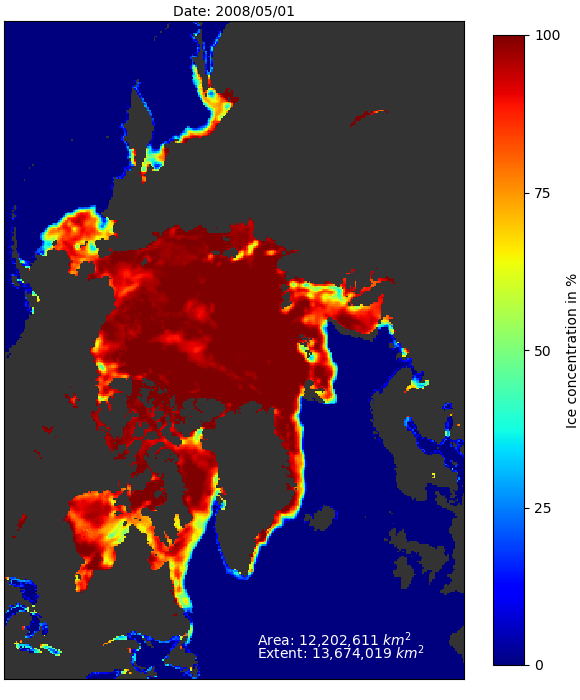 Date: 2008/05/01
100
75
50
25
0
Ice concentration in %
Area: 12,202,611 km²
Extent: 13,674,019 km²